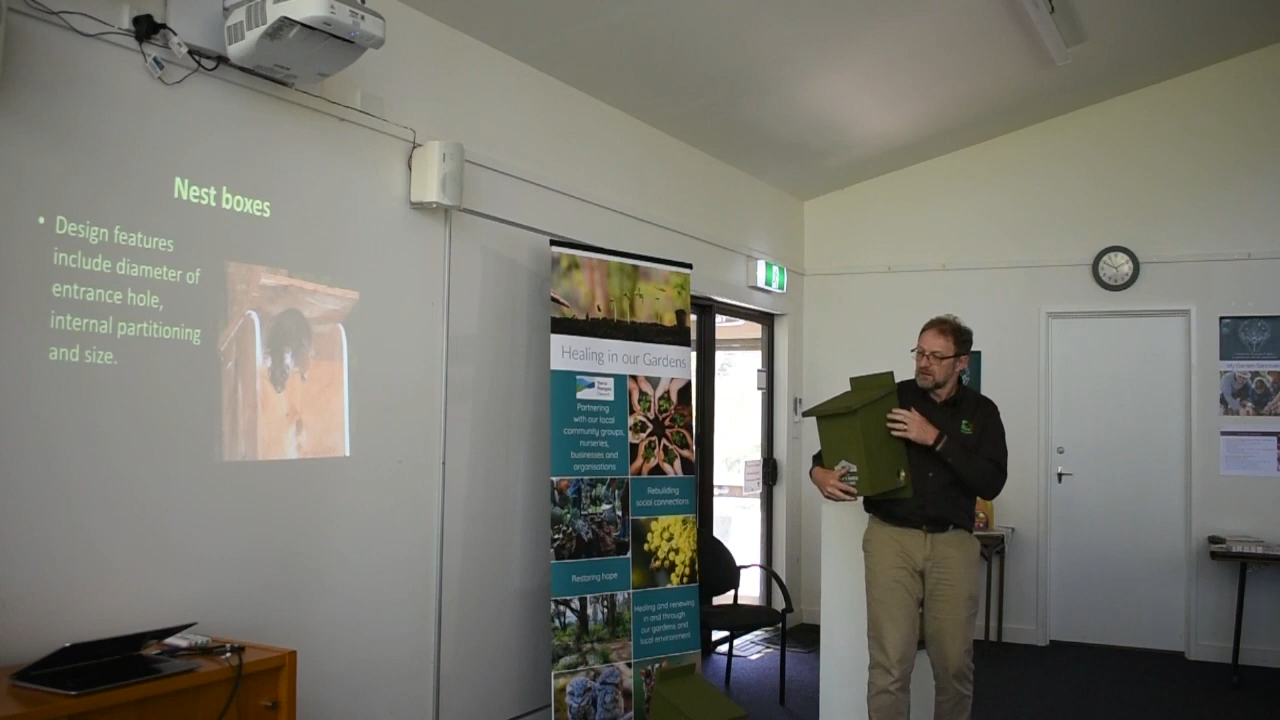 Nest boxes
• Design features
include diameter of
entrance hole,
internal partitioning
and size.
Healing in our Gardens
Partnering
with our local
community groups,
nurseries,
businesses and
organisations
Rebuilding
social connections
Restoring hope
Healing and renewing
in and through
our gardens and
local environment